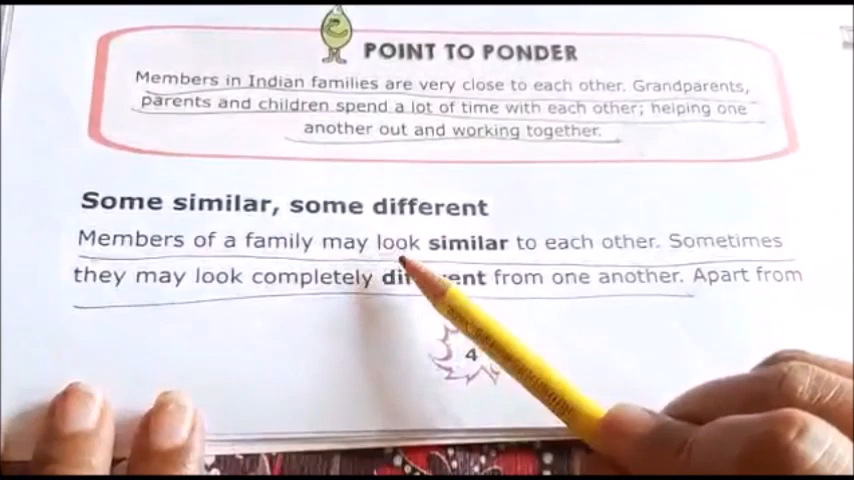 POINT TO PONDER
Members in Indian families are very close to each other. Grandparents,
parents and children spend a lot of time with each other; helping one
another out and working together.
Some similar, some different
Members of a family may look similar to each other. Sometimes
they may look completely different from one another. Apart from
4